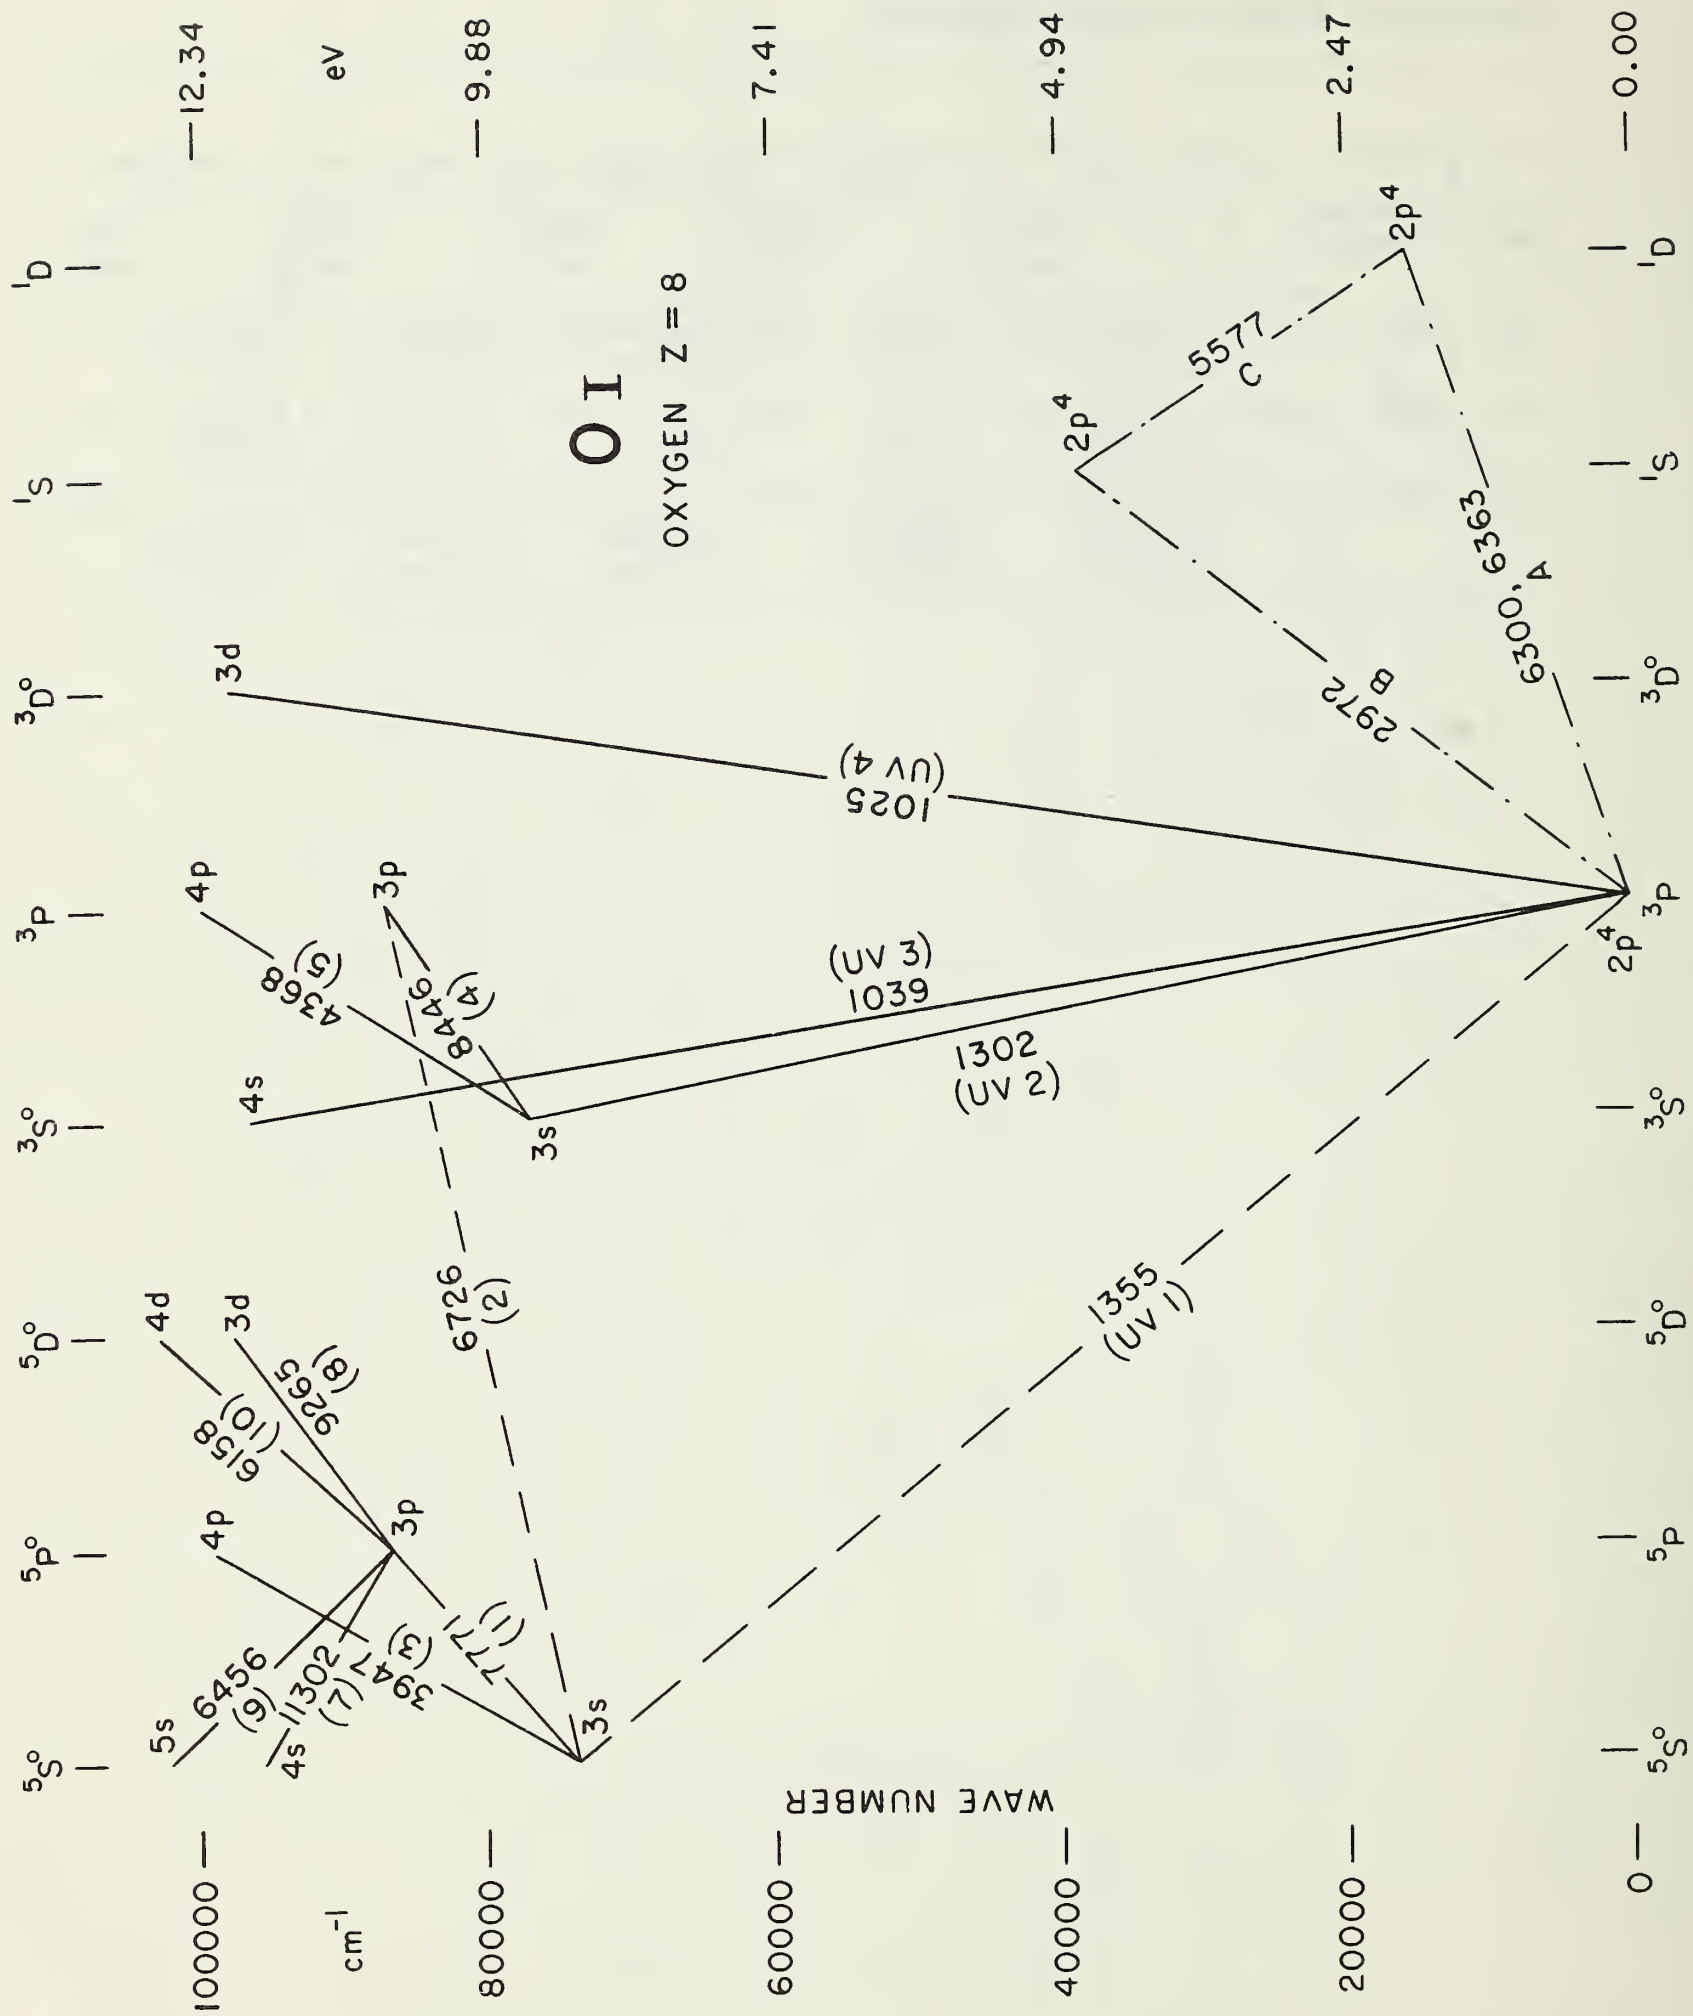 ⁵S° ⁵P° ⁵D° ³S° ³P ³D° ¹S ¹D
100000
cm⁻¹
80000
60000
40000
20000
0
WAVE NUMBER
5s
6456
(9)
4s
11302
(7)
4p
3947
(3)
7771
(1)
3p
3s
4d
6158
(10)
3d
9265
(8)
6726
(2)
1355
(UV 1)
4s
4p
4368
(5)
3p
8446
(4)
3s
1039
(UV 3)
1302
(UV 2)
3d
1025
(UV 4)
O I
OXYGEN Z = 8
2p⁴
5577
C
2p⁴
2972
B
6300, 6363
A
2p⁴
12.34
eV
9.88
7.41
4.94
2.47
0.00
⁵S° ⁵P ⁵D° ³S° ³P ³D° ¹S ¹D